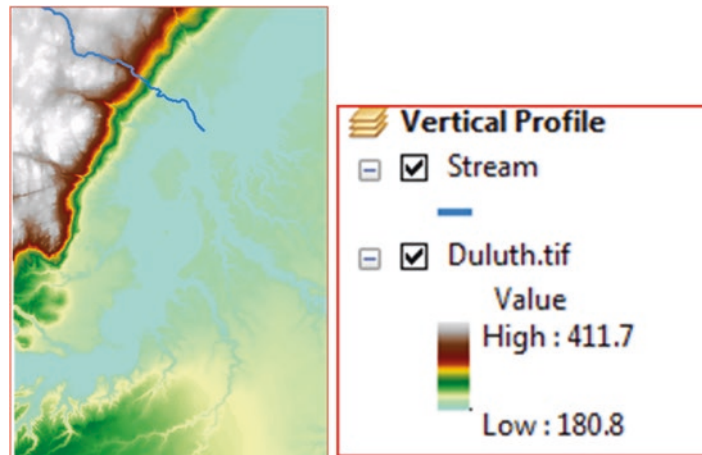 Vertical Profile
Stream
Duluth.tif
Value
High : 411.7
Low : 180.8